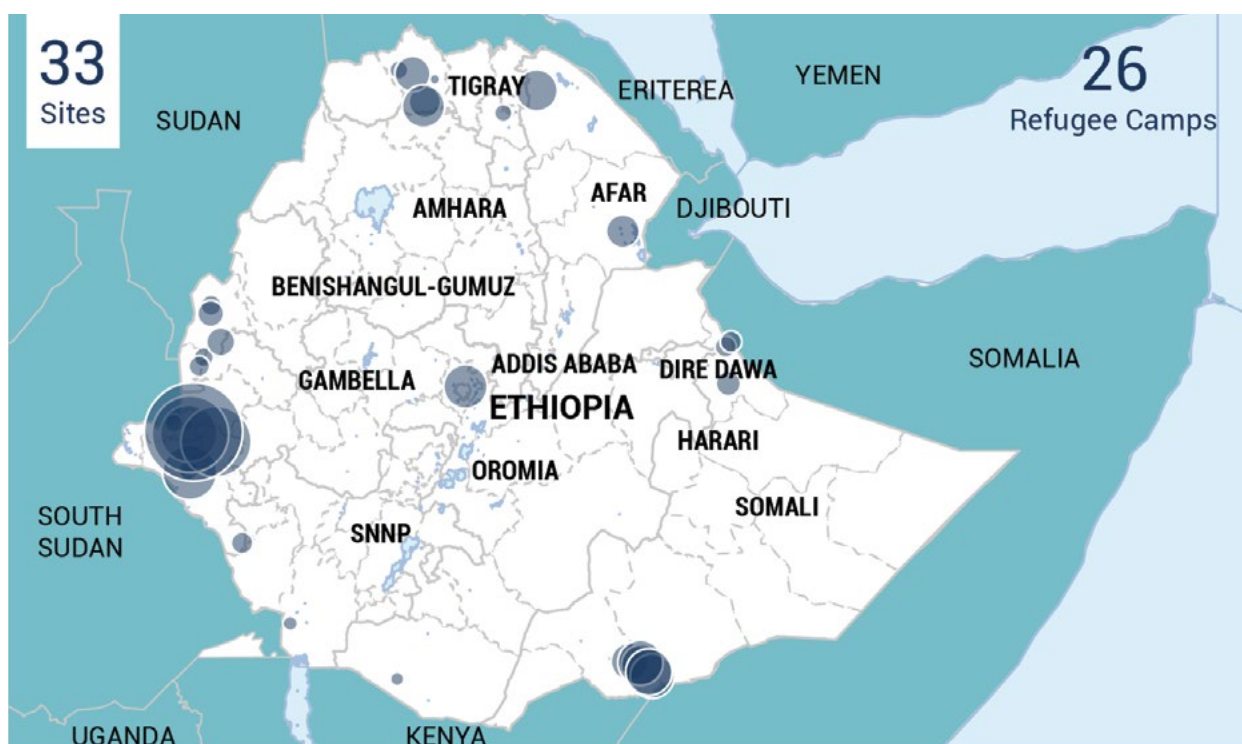 33
Sites
26
Refugee Camps
SUDAN
TIGRAY
ERITEREA
YEMEN
AMHARA
AFAR
DJIBOUTI
BENISHANGUL-GUMUZ
GAMBELLA
ADDIS ABABA
ETHIOPIA
DIRE DAWA
SOMALIA
HARARI
OROMIA
SOMALI
SNNP
SOUTH
SUDAN
UGANDA
KENYA